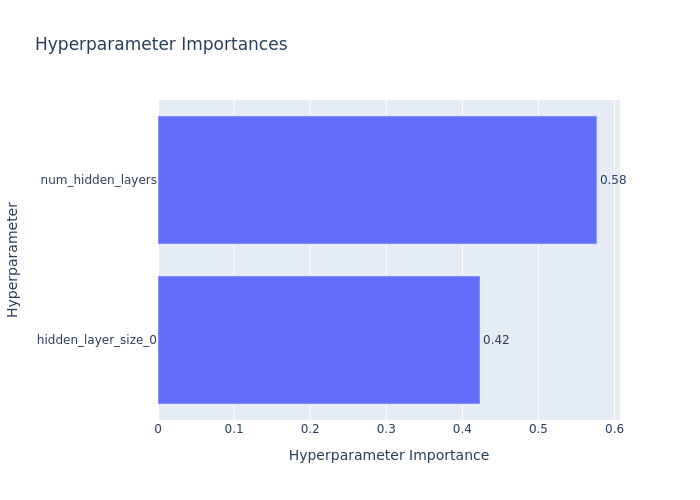 Hyperparameter Importances
Hyperparameter
num_hidden_layers
0.58
hidden_layer_size_0
0.42
0 0.1 0.2 0.3 0.4 0.5 0.6
Hyperparameter Importance